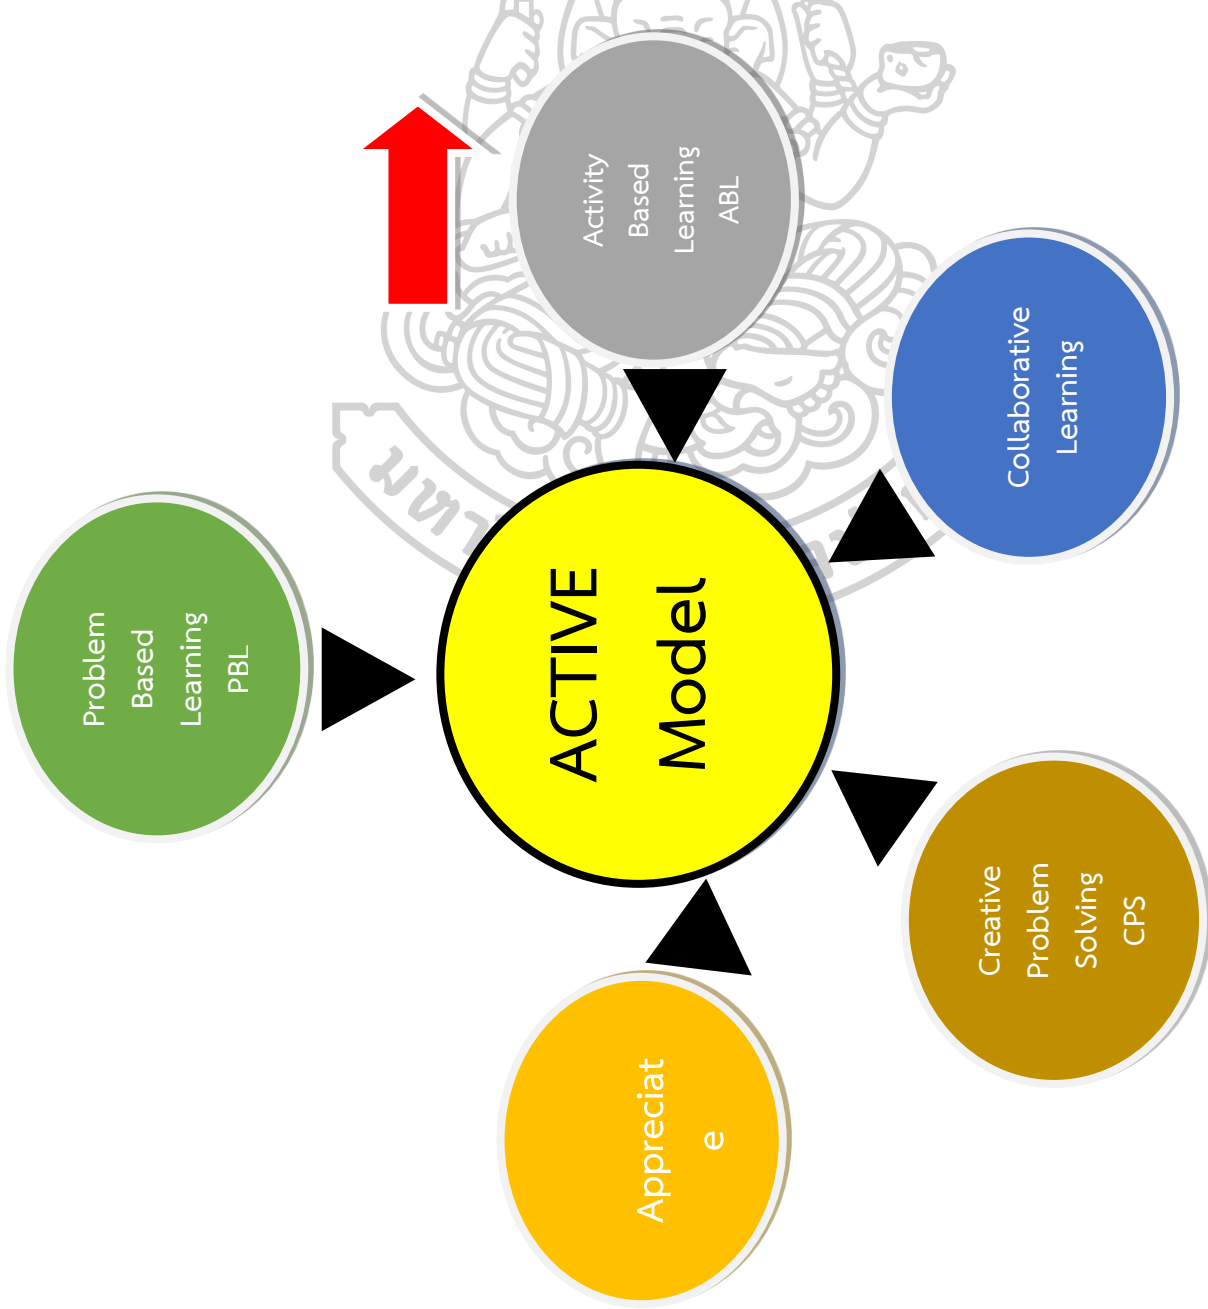 Problem
Based
Learning
PBL
ACTIVE
Model
Activity
Based
Learning
ABL
Collaborative
Learning
Creative
Problem
Solving
CPS
Appreciat
e